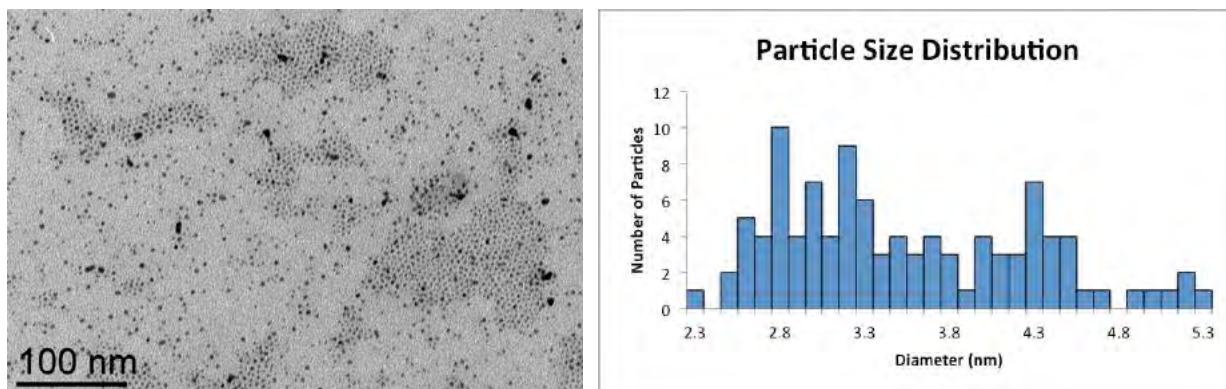 100 nm
Particle Size Distribution
Number of Particles
12
10
8
6
4
2
0
2.3 2.8 3.3 3.8 4.3 4.8 5.3
Diameter (nm)